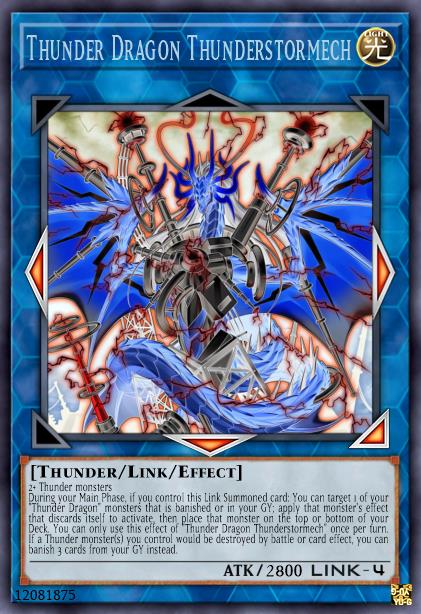 Thunder Dragon Thunderstormech
LIGHT
光
[Thunder/Link/Effect]
2+ Thunder monsters
During your Main Phase, if you control this Link Summoned card: You can target 1 of your
"Thunder Dragon" monsters that is banished or in your GY; apply that monster's effect
that discards itself to activate, then place that monster on the top or bottom of your
Deck. You can only use this effect of "Thunder Dragon Thunderstormech" once per turn.
If a Thunder monster(s) you control would be destroyed by battle or card effect, you can
banish 3 cards from your GY instead.
ATK/2800 LINK-4
12081875